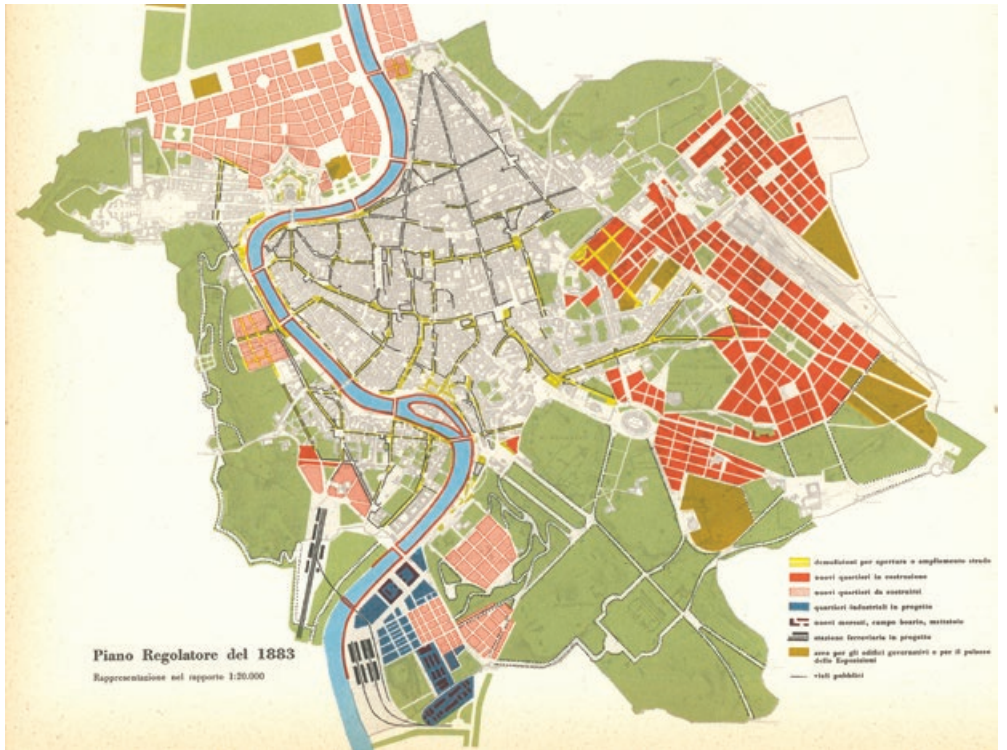 demolizioni per apertura o ampliamento strade
nuovi quartieri in costruzione
nuovi quartieri da costruirsi
quartieri industriali in progetto
nuovi mercati, campo boario, mattatoio
stazione ferroviaria in progetto
aree per gli edifici governativi e per il palazzo
delle Esposizioni
viali pubblici
Piano Regolatore del 1883
Rappresentazione nel rapporto 1:20.000